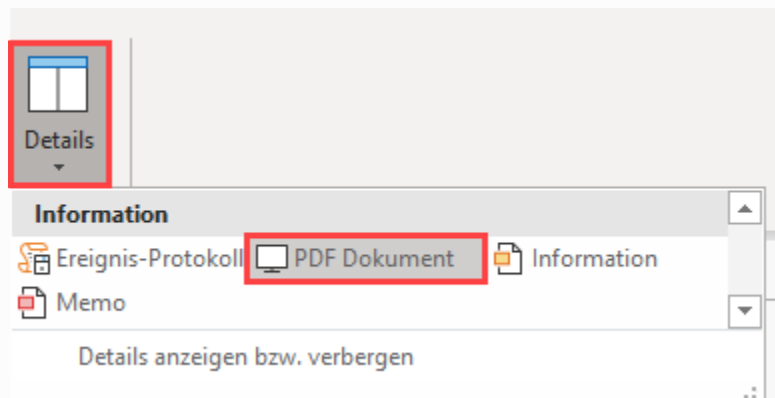 Details
Information
Ereignis-Protokoll PDF Dokument Information
Memo
Details anzeigen bzw. verbergen